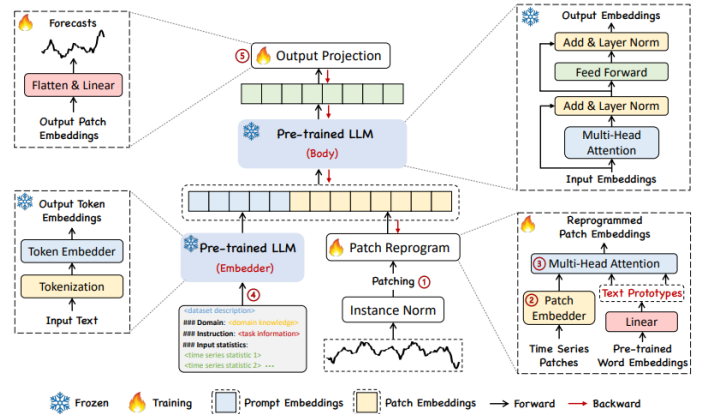 Forecasts
Flatten & Linear
Output Patch
Embeddings
⑤ Output Projection
Pre-trained LLM
(Body)
Output Embeddings
Add & Layer Norm
Feed Forward
Add & Layer Norm
Multi-Head
Attention
Input Embeddings
Output Token
Embeddings
Token Embedder
Tokenization
Input Text
Pre-trained LLM
(Embedder)
④
<dataset description>
### Domain: <domain knowledge>
### Instruction: <task information>
### Input statistics:
<time series statistic 1>
<time series statistic 2> ...
Patch Reprogram
Patching ①
Instance Norm
Reprogrammed
Patch Embeddings
③ Multi-Head Attention
② Patch
Embedder
Text Prototypes
Linear
Time Series
Patches
Pre-trained
Word Embeddings
Frozen
Training
Prompt Embeddings
Patch Embeddings
Forward
Backward